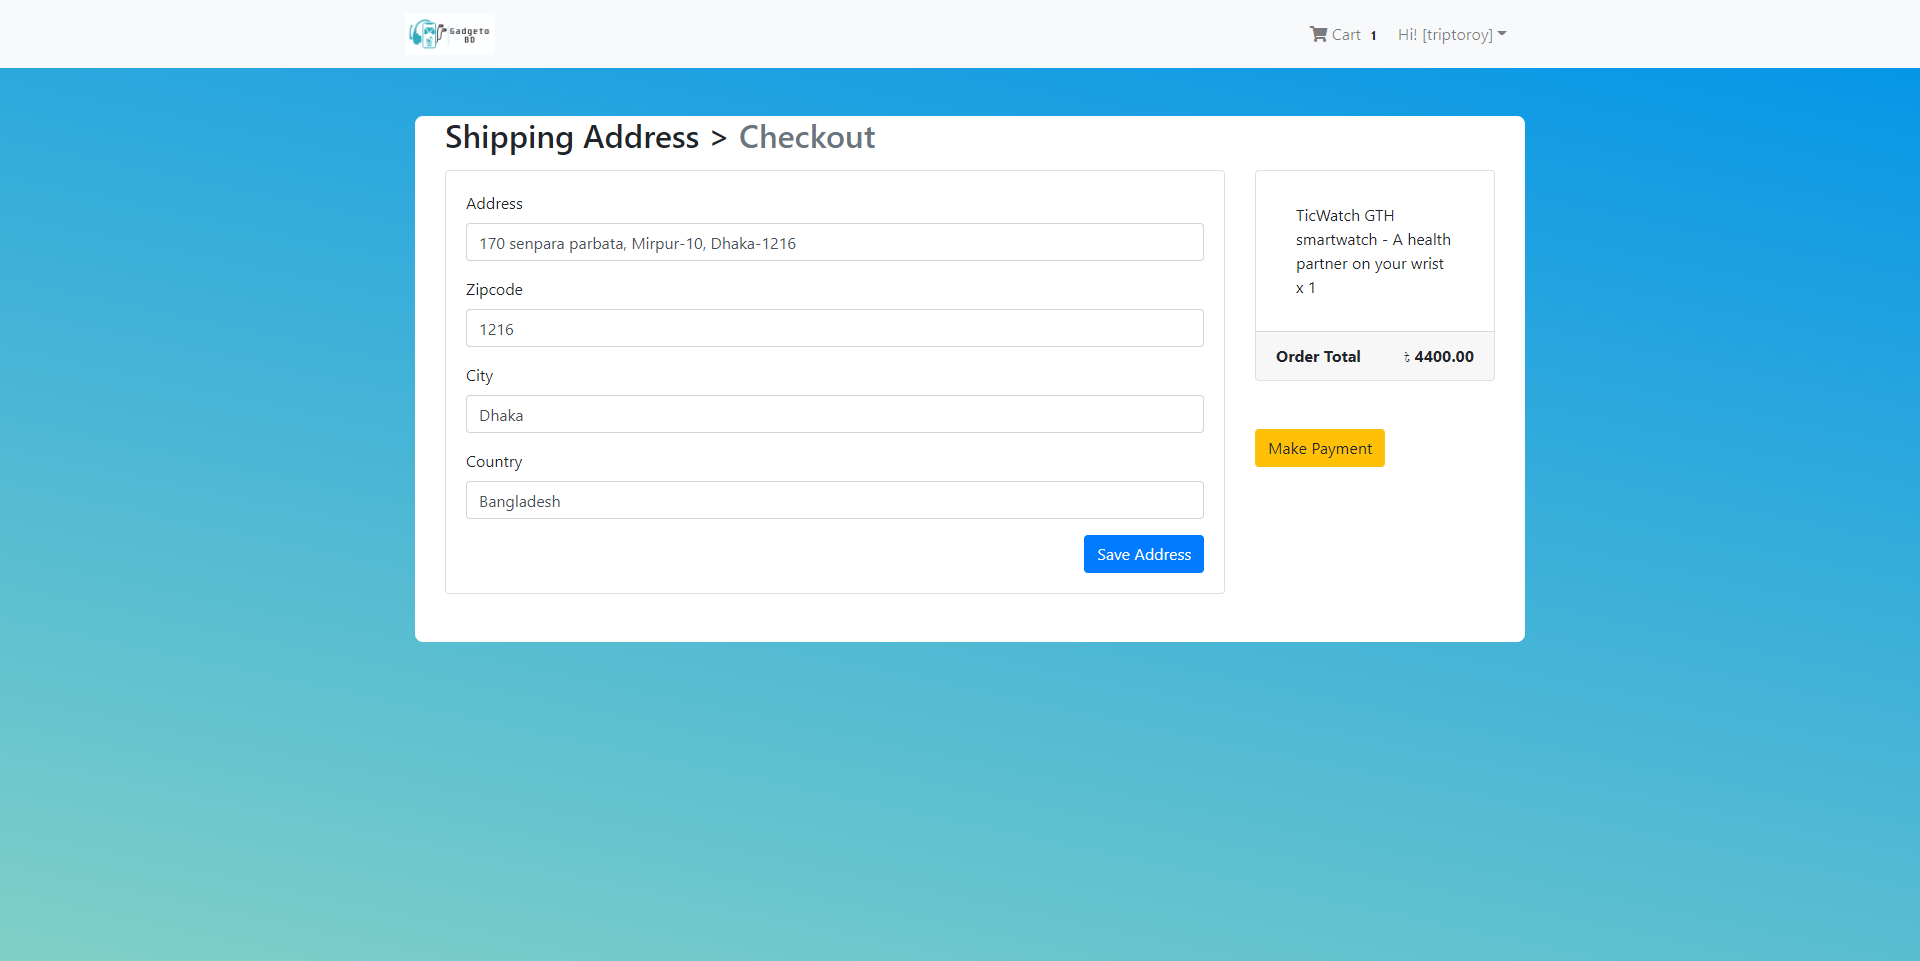 Gadgeto
BD
Cart 1
Hi! [triptoroy]
Shipping Address > Checkout
Address
170 senpara parbata, Mirpur-10, Dhaka-1216
Zipcode
1216
City
Dhaka
Country
Bangladesh
Save Address
TicWatch GTH
smartwatch - A health
partner on your wrist
x 1
Order Total ৳ 4400.00
Make Payment